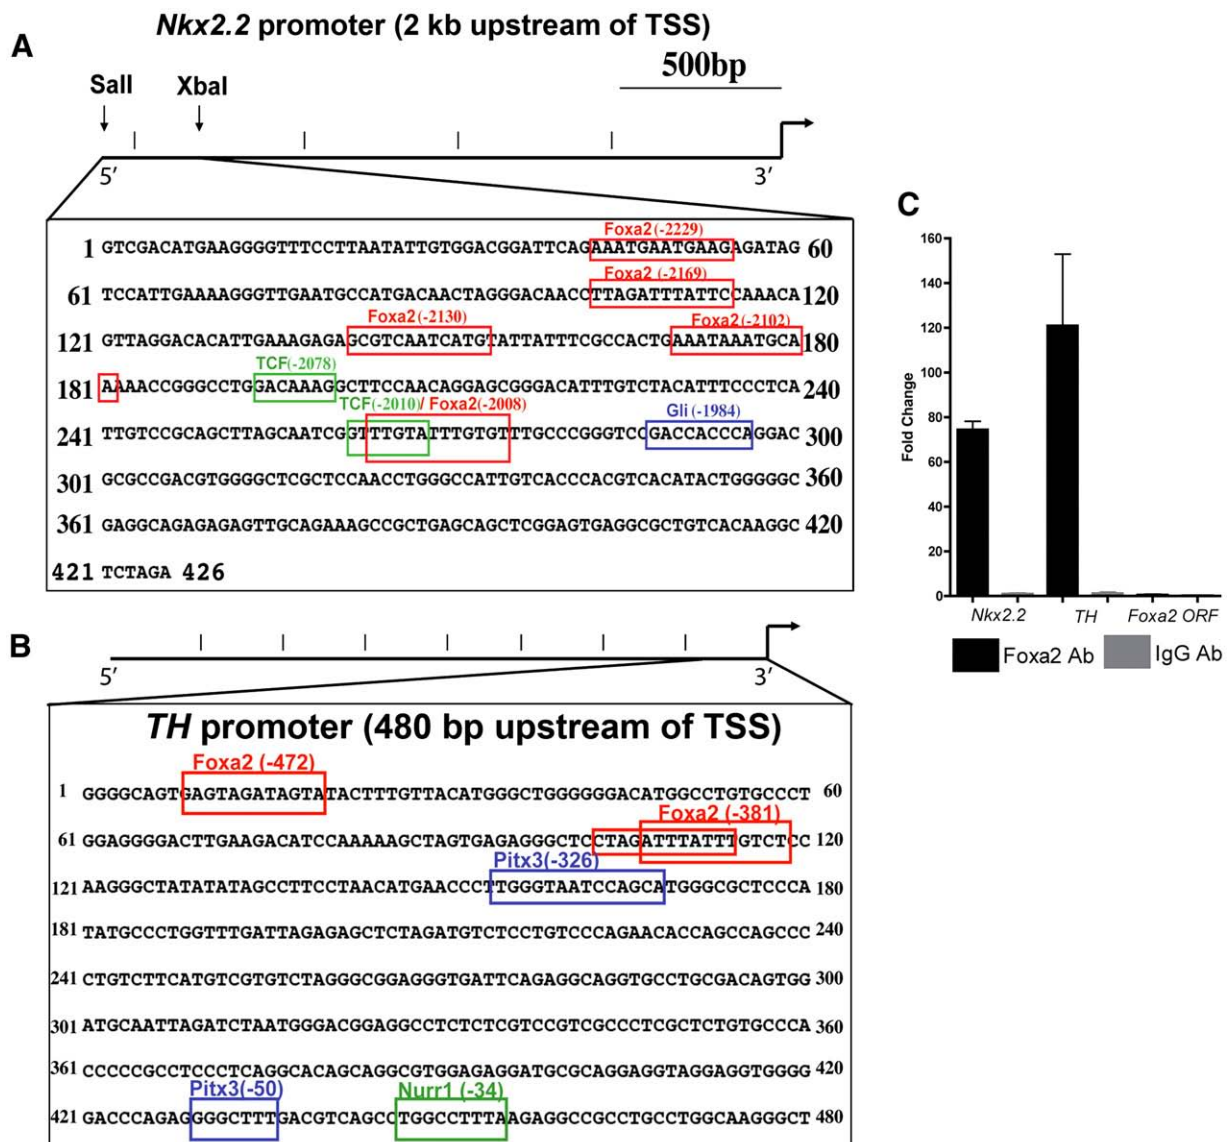 Nkx2.2 promoter (2 kb upstream of TSS)
A
500bp
SalI XbaI
5′ 3′
Foxa2(-2229)
1 GTCGACATGAAGGGGTTTCCTTAATATTGTGGACGGATTCAGAAATGAATGAAGAGATAG 60
Foxa2 (-2169)
61 TCCATTGAAAAGGGTTGAATGCCATGACAACTAGGGACAACCTTAGATTTATTCCAAACA 120
Foxa2(-2130) Foxa2(-2102)
121 GTTAGGACACATTGAAAGAGAGCGTCAATCATGTATTATTTCGCCACTGAAATAAATGCA 180
TCF(-2078)
181 AAAACCGGGCCTGGACAAAGGCTTCCAACAGGAGCGGGACATTTGTCTACATTTCCCTCA 240
TCF(-2010)/ Foxa2(-2008) Gli (-1984)
241 TTGTCCGCAGCTTAGCAATCGGTTTGTATTTGTGTTTGCCCGGGTCCGACCACCCAGGAC 300
301 GCGCCGACGTGGGGCTCGCTCCAACCTGGGCCATTGTCACCCACGTCACATACTGGGGGC 360
361 GAGGCAGAGAGAGTTGCAGAAAGCCGCTGAGCAGCTCGGAGTGAGGCGCTGTCACAAGGC 420
421 TCTAGA 426
B
5′ 3′
TH promoter (480 bp upstream of TSS)
Foxa2 (-472)
1 GGGGCAGTGAGTAGATAGTATACTTTGTTACATGGGCTGGGGGGACATGGCCTGTGCCCT 60
Foxa2 (-381)
61 GGAGGGGACTTGAAGACATCCAAAAAGCTAGTGAGAGGGCTCCTAGATTTATTTGTCTCC 120
Pitx3(-326)
121 AAGGGCTATATATAGCCTTCCTAACATGAACCCTTGGGTAATCCAGCATGGGCGCTCCCA 180
181 TATGCCCTGGTTTGATTAGAGAGCTCTAGATGTCTCCTGTCCCAGAACACCAGCCAGCCC 240
241 CTGTCTTCATGTCGTGTCTAGGGCGGAGGGTGATTCAGAGGCAGGTGCCTGCGACAGTGG 300
301 ATGCAATTAGATCTAATGGGACGGAGGCCTCTCTCGTCCGTCGCCCTCGCTCTGTGCCCA 360
361 CCCCCGCCTCCCTCAGGCACAGCAGGCGTGGAGAGGATGCGCAGGAGGTAGGAGGTGGGG 420
Pitx3(-50) Nurr1 (-34)
421 GACCCAGAGGGGCTTTGACGTCAGCCTGGCCTTTAAGAGGCCGCCTGCCTGGCAAGGGCT 480
C
160
140
120
100
80
60
40
20
0
Fold Change
Nkx2.2 TH Foxa2 ORF
Foxa2 Ab IgG Ab